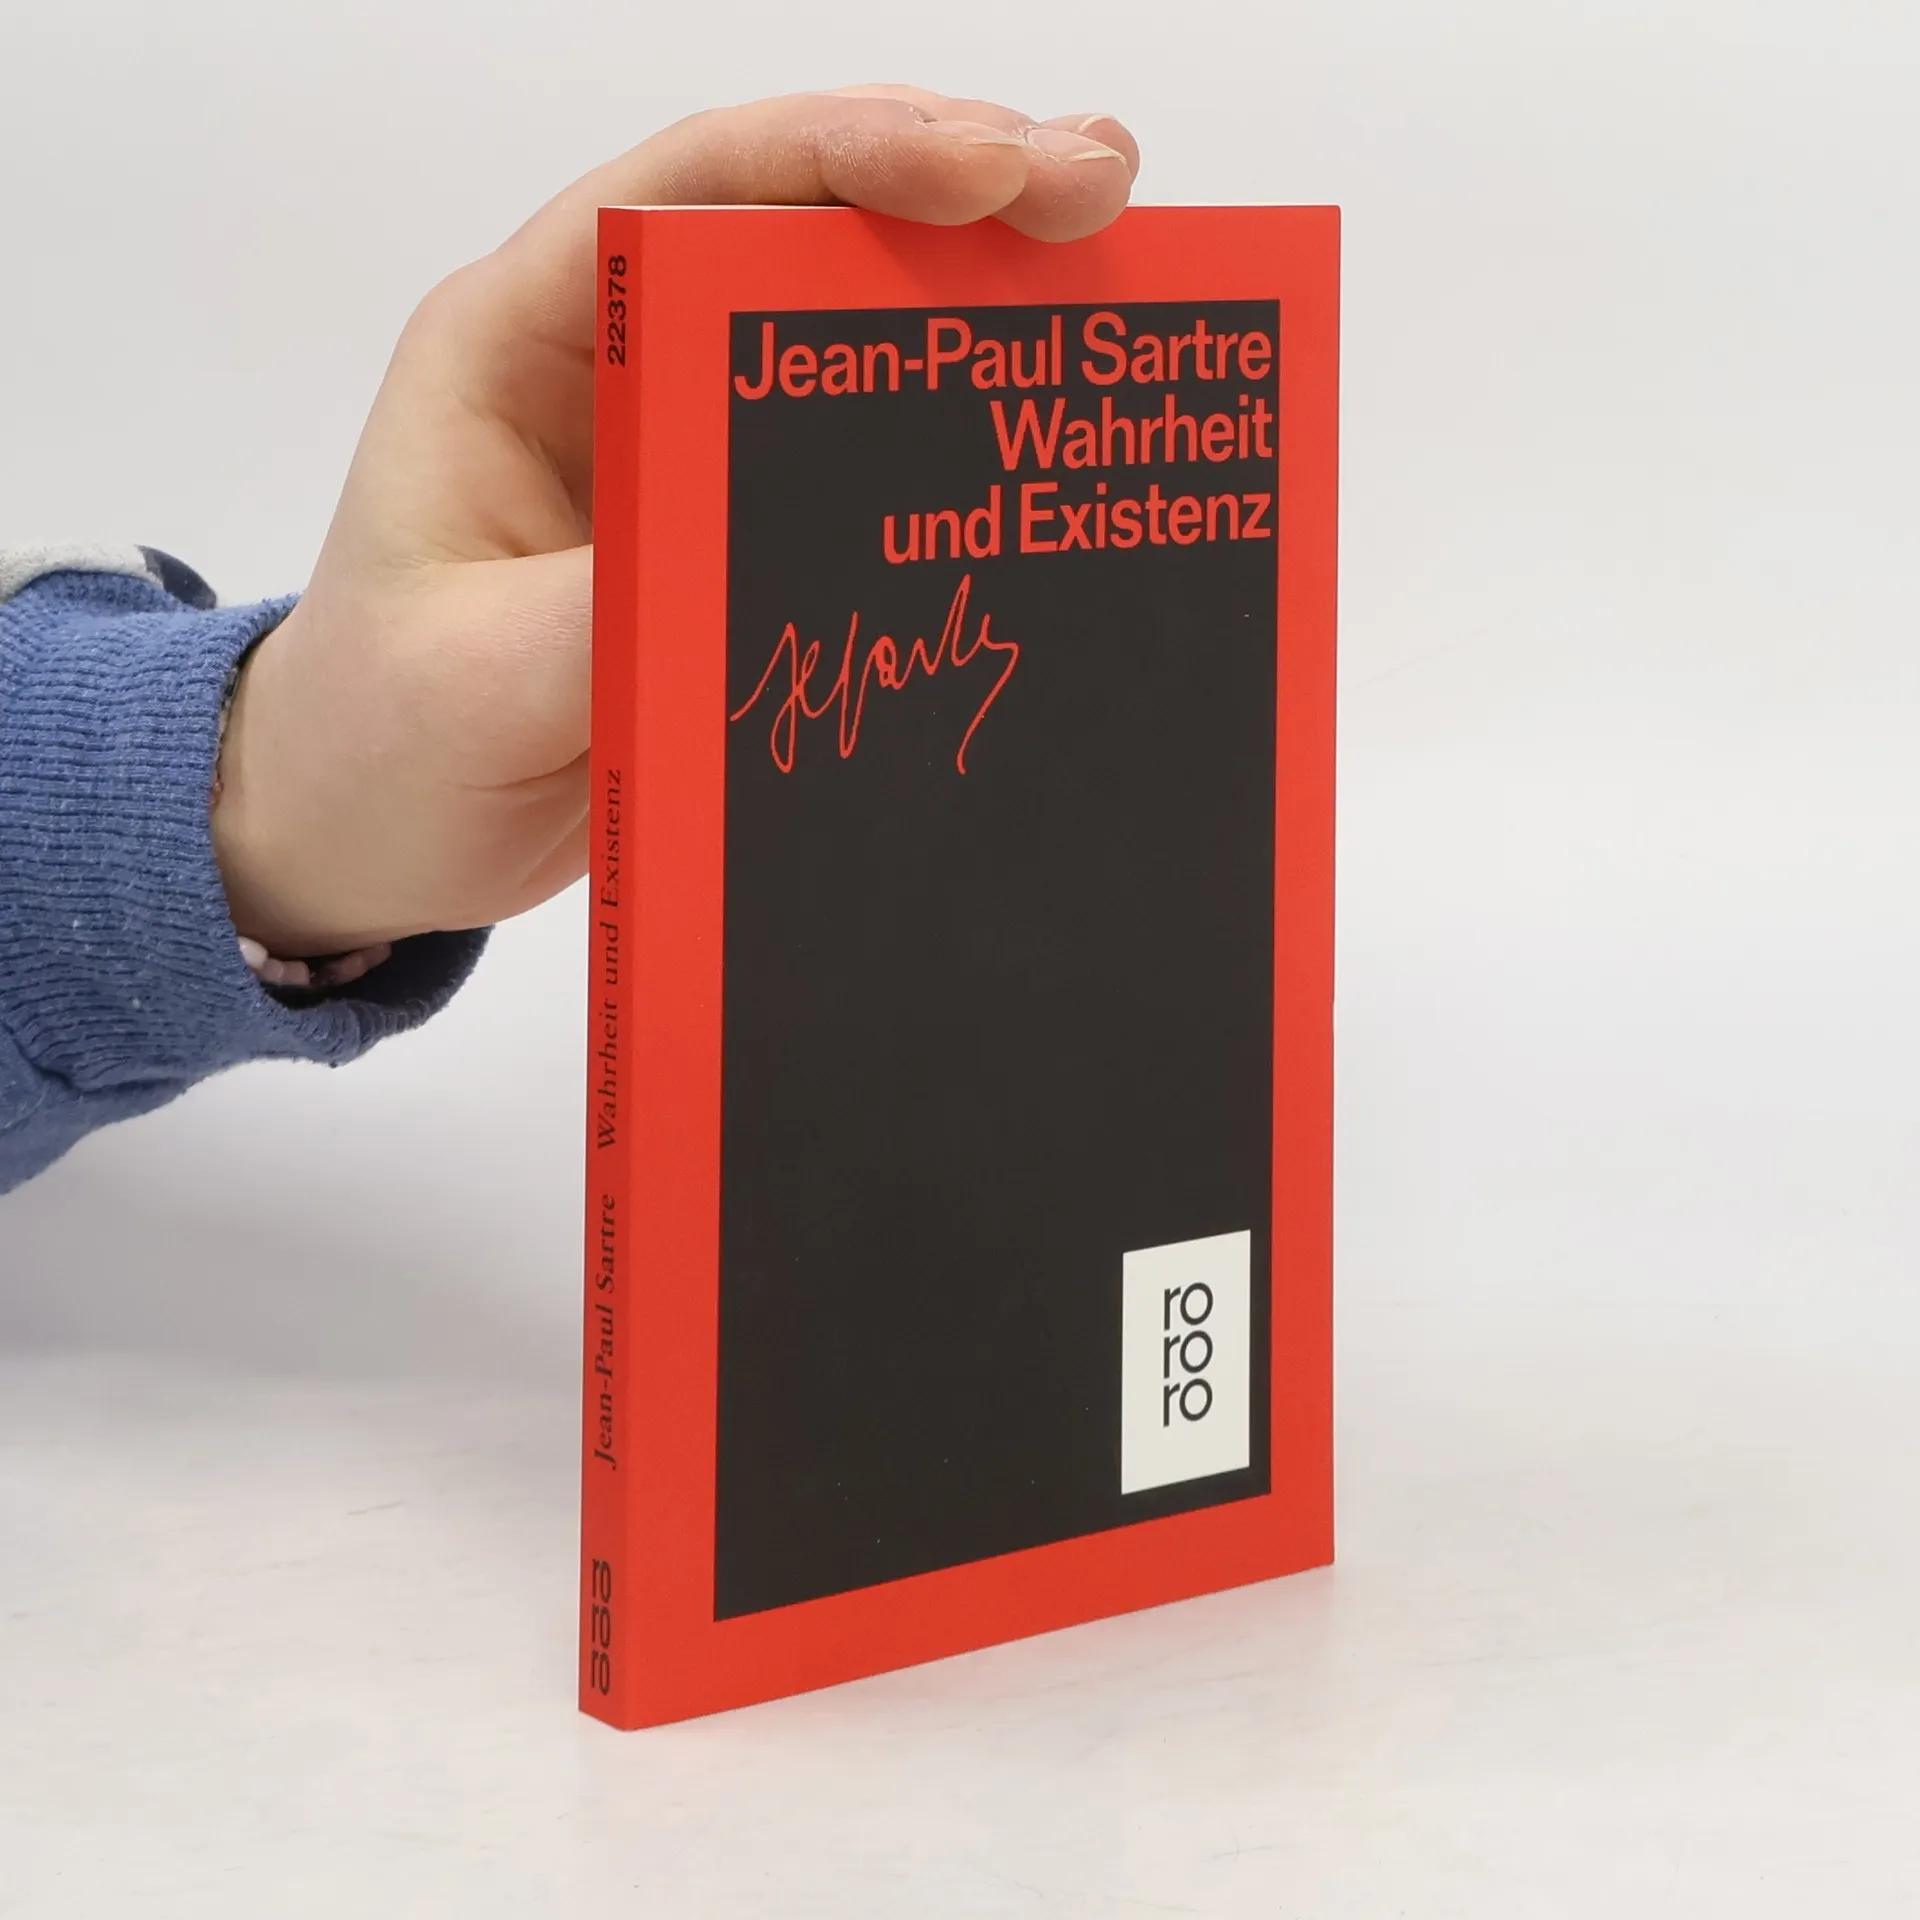 Jean-Paul Sartre
Wahrheit
und Existenz
ro
ro
ro
22378
Jean-Paul Sartre Wahrheit und Existenz
ro
ro
ro